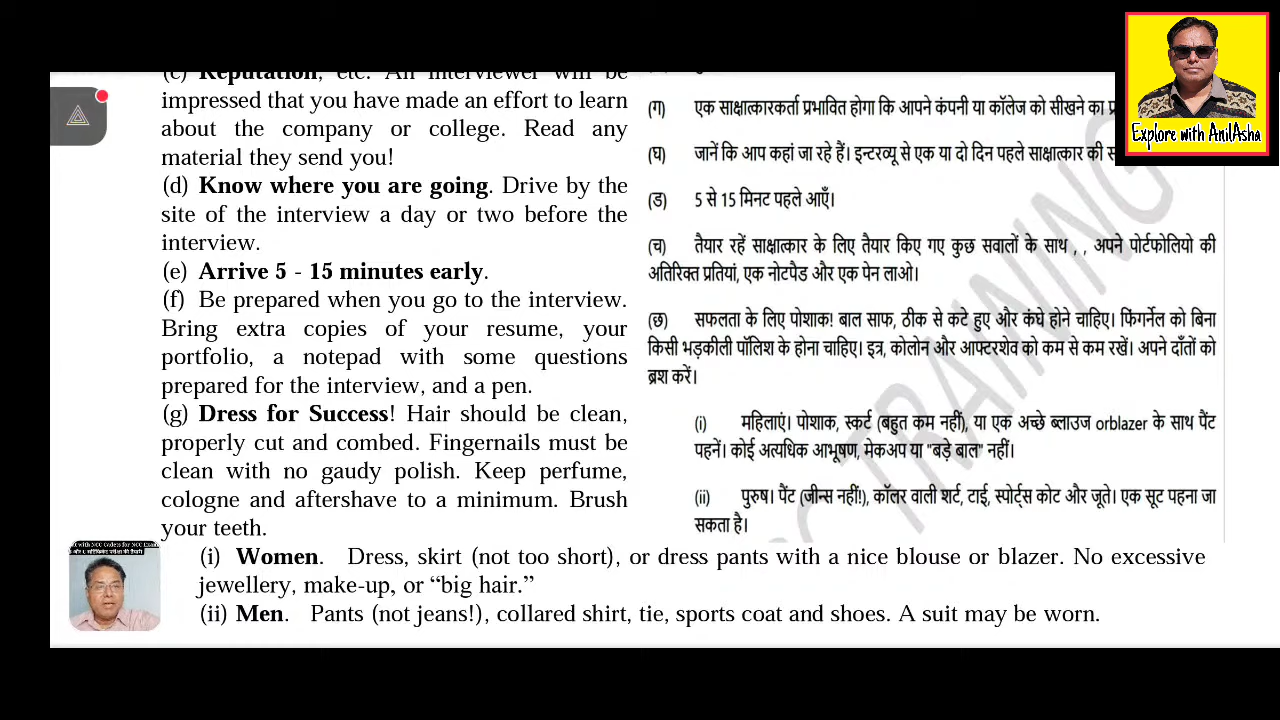 (c) Reputation, etc. An interviewer will be
impressed that you have made an effort to learn
about the company or college. Read any
material they send you!
(d) Know where you are going. Drive by the
site of the interview a day or two before the
interview.
(e) Arrive 5 - 15 minutes early.
(f) Be prepared when you go to the interview.
Bring extra copies of your resume, your
portfolio, a notepad with some questions
prepared for the interview, and a pen.
(g) Dress for Success! Hair should be clean,
properly cut and combed. Fingernails must be
clean with no gaudy polish. Keep perfume,
cologne and aftershave to a minimum. Brush
your teeth.
(i) Women. Dress, skirt (not too short), or dress pants with a nice blouse or blazer. No excessive
jewellery, make-up, or “big hair.”
(ii) Men. Pants (not jeans!), collared shirt, tie, sports coat and shoes. A suit may be worn.
(ग) एक साक्षात्कारकर्ता प्रभावित होगा कि आपने कंपनी या कॉलेज को सीखने का
(घ) जानें कि आप कहां जा रहे हैं। इन्टरव्यू से एक या दो दिन पहले साक्षात्कार की
(ड) 5 से 15 मिनट पहले आएँ।
(च) तैयार रहें साक्षात्कार के लिए तैयार किए गए कुछ सवालों के साथ , , अपने पोर्टफोलियो की
अतिरिक्त प्रतियां, एक नोटपैड और एक पेन लाओ।
(छ) सफलता के लिए पोशाक! बाल साफ, ठीक से कटे हुए और कंघे होने चाहिए। फिंगर्नेल को बिना
किसी भड़कीली पॉलिश के होना चाहिए। इत्र, कोलोन और आफ्टरशेव को कम से कम रखें। अपने दाँतों को
ब्रश करें।
(i) महिलाएं। पोशाक, स्कर्ट (बहुत कम नहीं), या एक अच्छे ब्लाउज orblazer के साथ पैंट
पहनें। कोई अत्यधिक आभूषण, मेकअप या "बड़े बाल" नहीं।
(ii) पुरुष। पैंट (जीन्स नहीं!), कॉलर वाली शर्ट, टाई, स्पोर्ट्स कोट और जूते। एक सूट पहना जा
सकता है।
TRAINING
Explore with AnilAsha